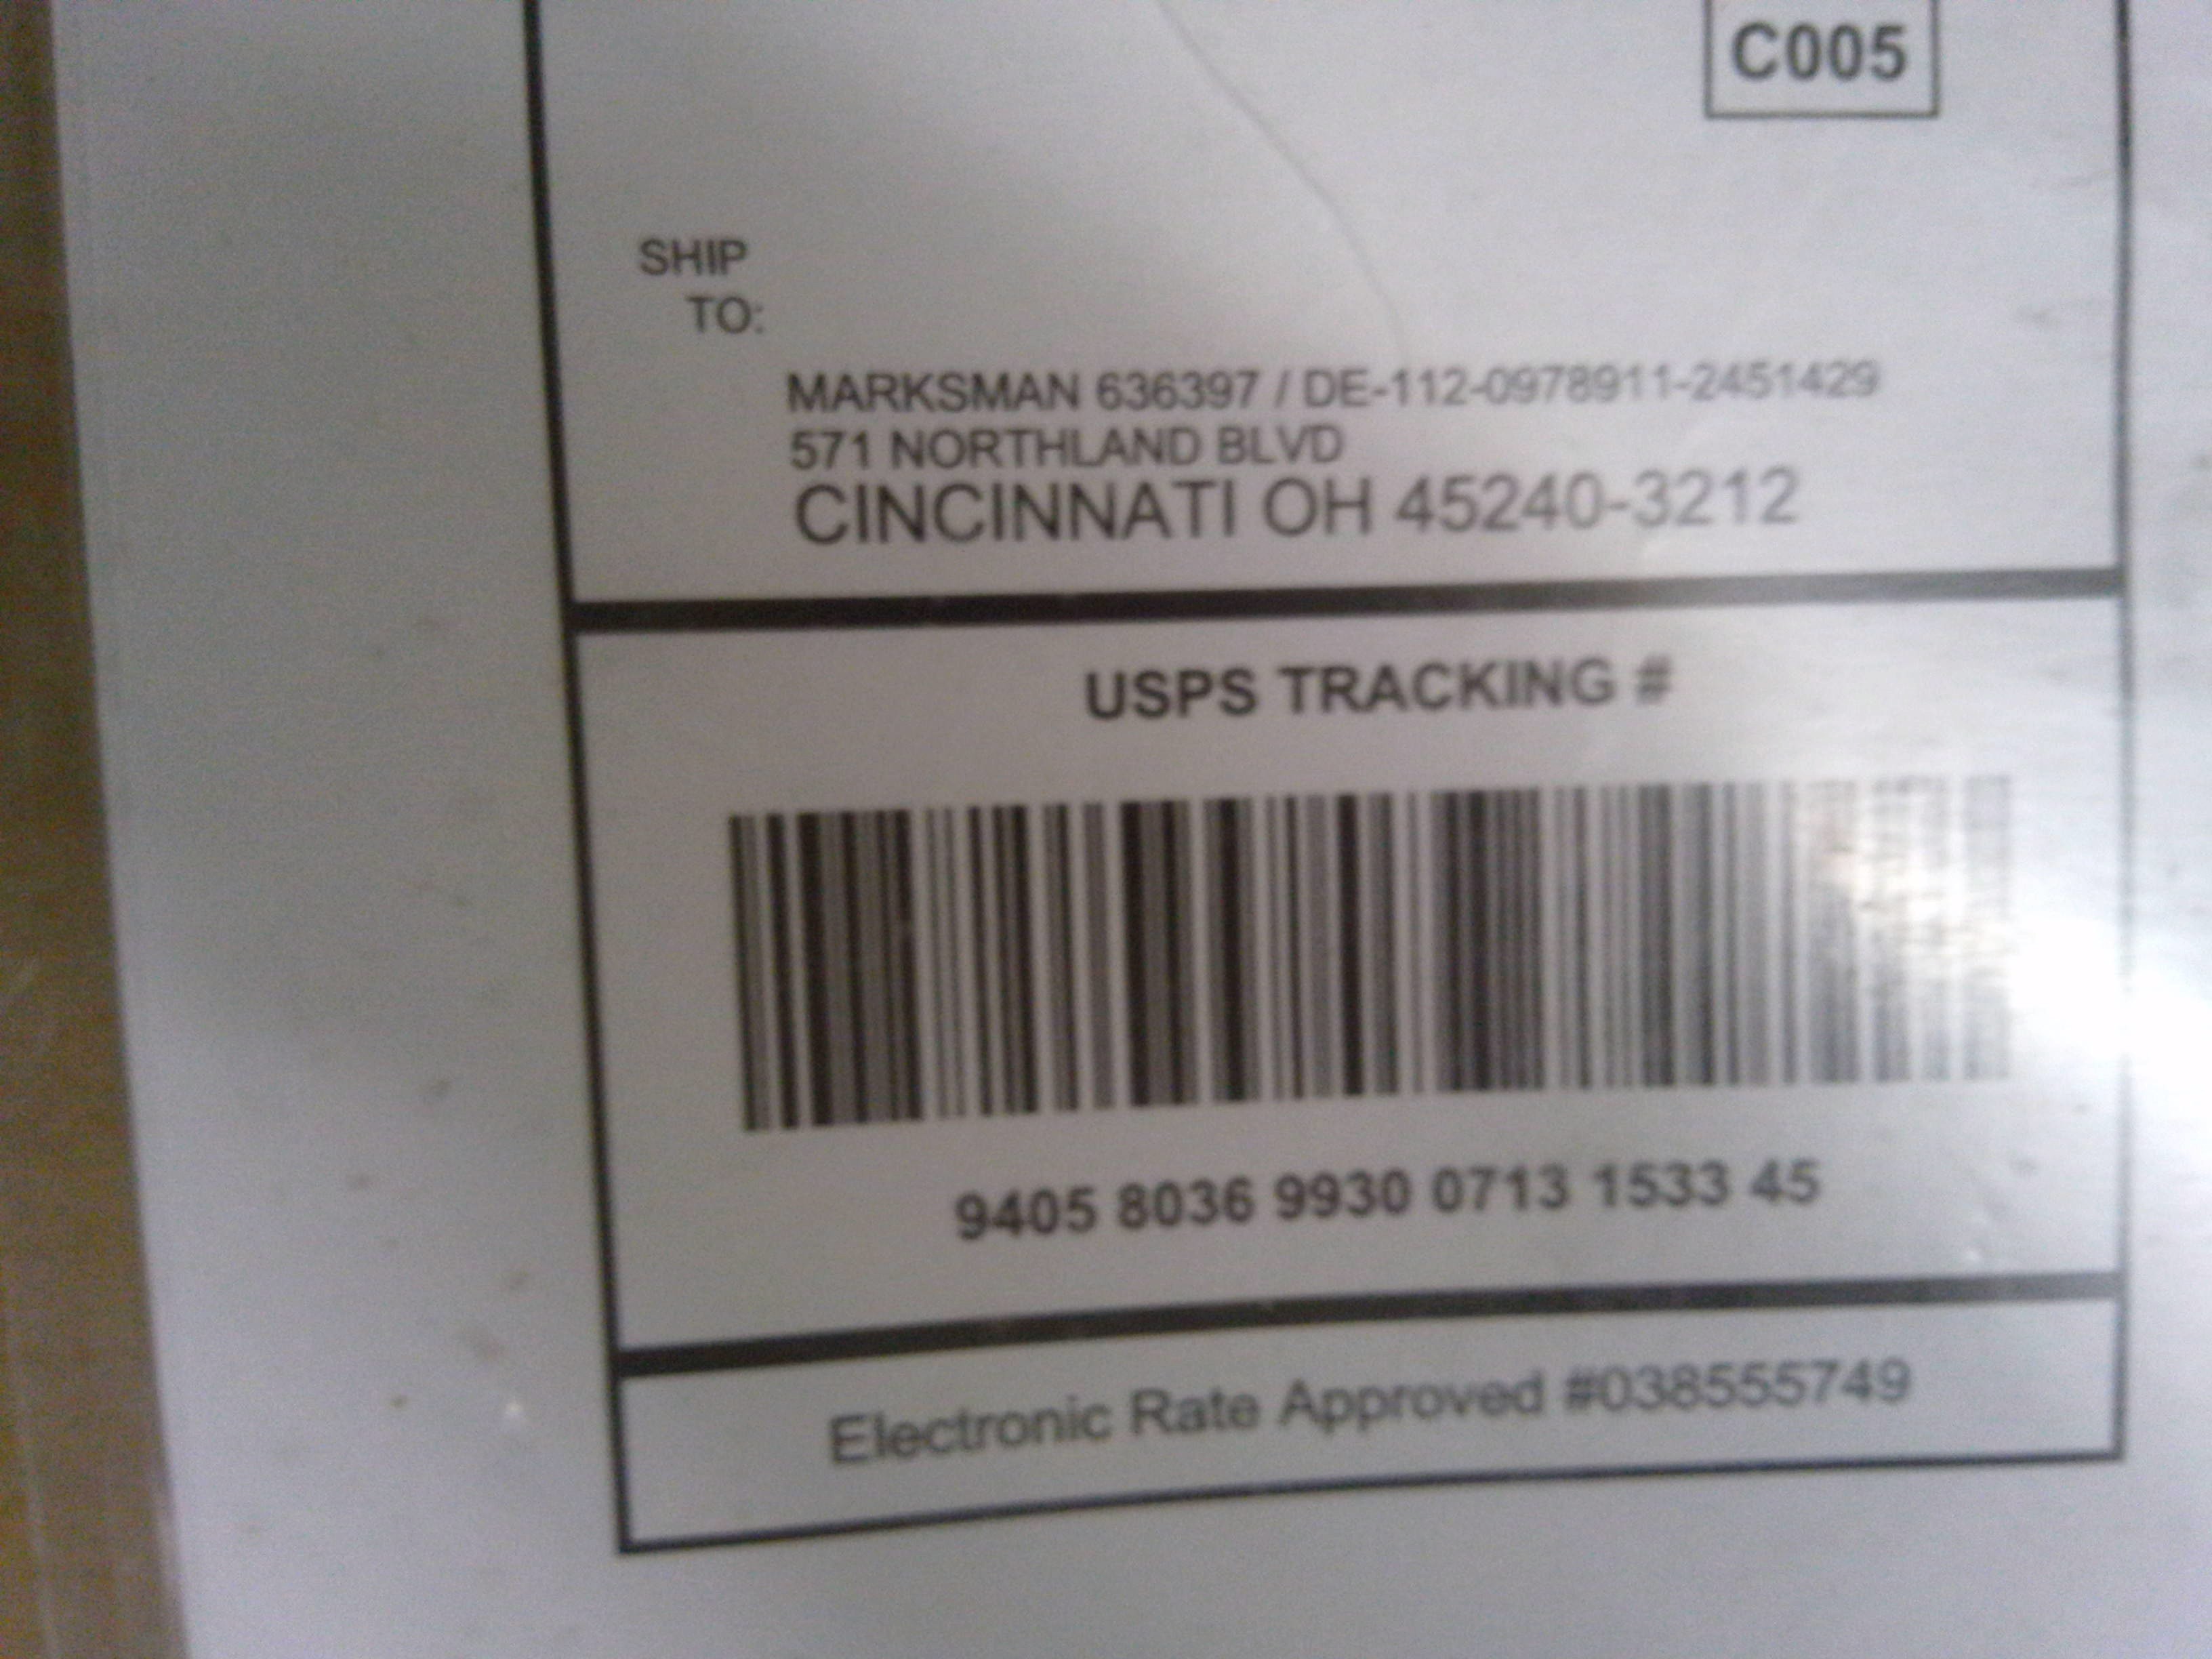 C005
SHIP
TO:
MARKSMAN 636397 / DE-112-0978911-2451429
571 NORTHLAND BLVD
CINCINNATI OH 45240-3212
USPS TRACKING #
9405 8036 9930 0713 1533 45
Electronic Rate Approved #038555749